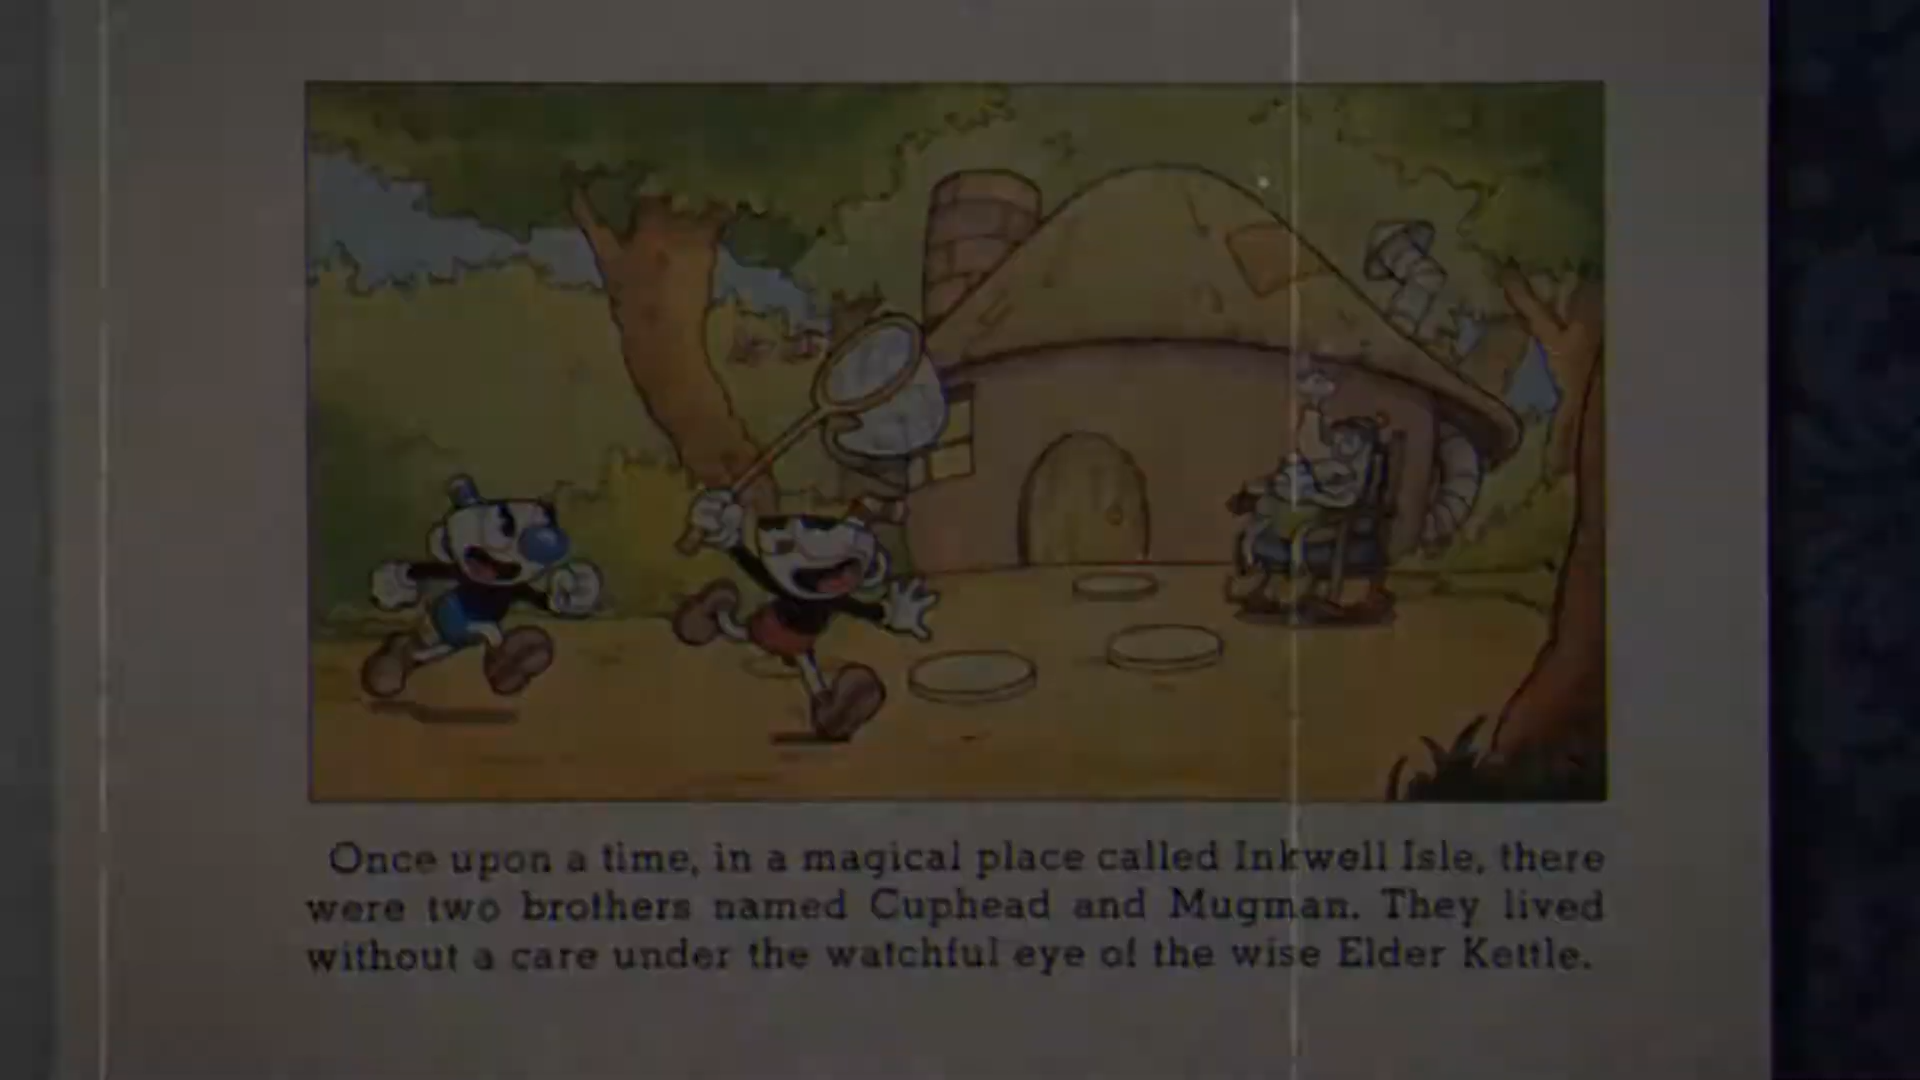 Once upon a time, in a magical place called Inkwell Isle, there
were two brothers named Cuphead and Mugman. They lived
without a care under the watchful eye of the wise Elder Kettle.